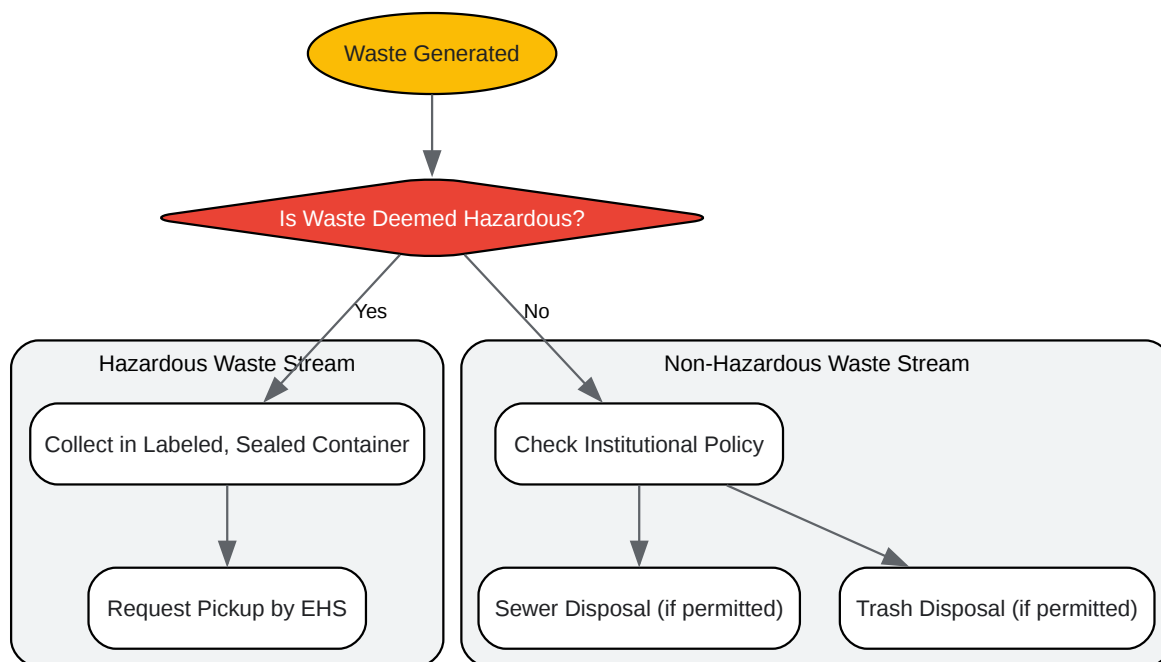 Waste Generated
Is Waste Deemed Hazardous?
Yes
No
Hazardous Waste Stream
Non-Hazardous Waste Stream
Collect in Labeled, Sealed Container
Check Institutional Policy
Request Pickup by EHS
Sewer Disposal (if permitted)
Trash Disposal (if permitted)